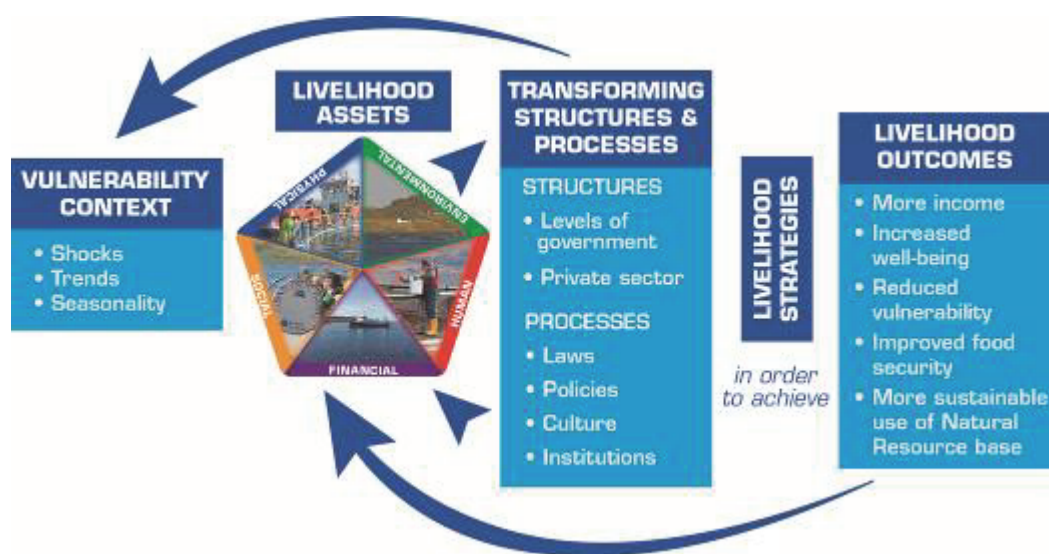 LIVELIHOOD
ASSETS
TRANSFORMING
STRUCTURES &
PROCESSES
STRUCTURES
• Levels of
government
• Private sector
PROCESSES
• Laws
• Policies
• Culture
• Institutions
VULNERABILITY
CONTEXT
• Shocks
• Trends
• Seasonality
PHYSICAL
ENVIRONMENTAL
SOCIAL
HUMAN
FINANCIAL
LIVELIHOOD
STRATEGIES
in order
to achieve
LIVELIHOOD
OUTCOMES
• More income
• Increased
well-being
• Reduced
vulnerability
• Improved food
security
• More sustainable
use of Natural
Resource base